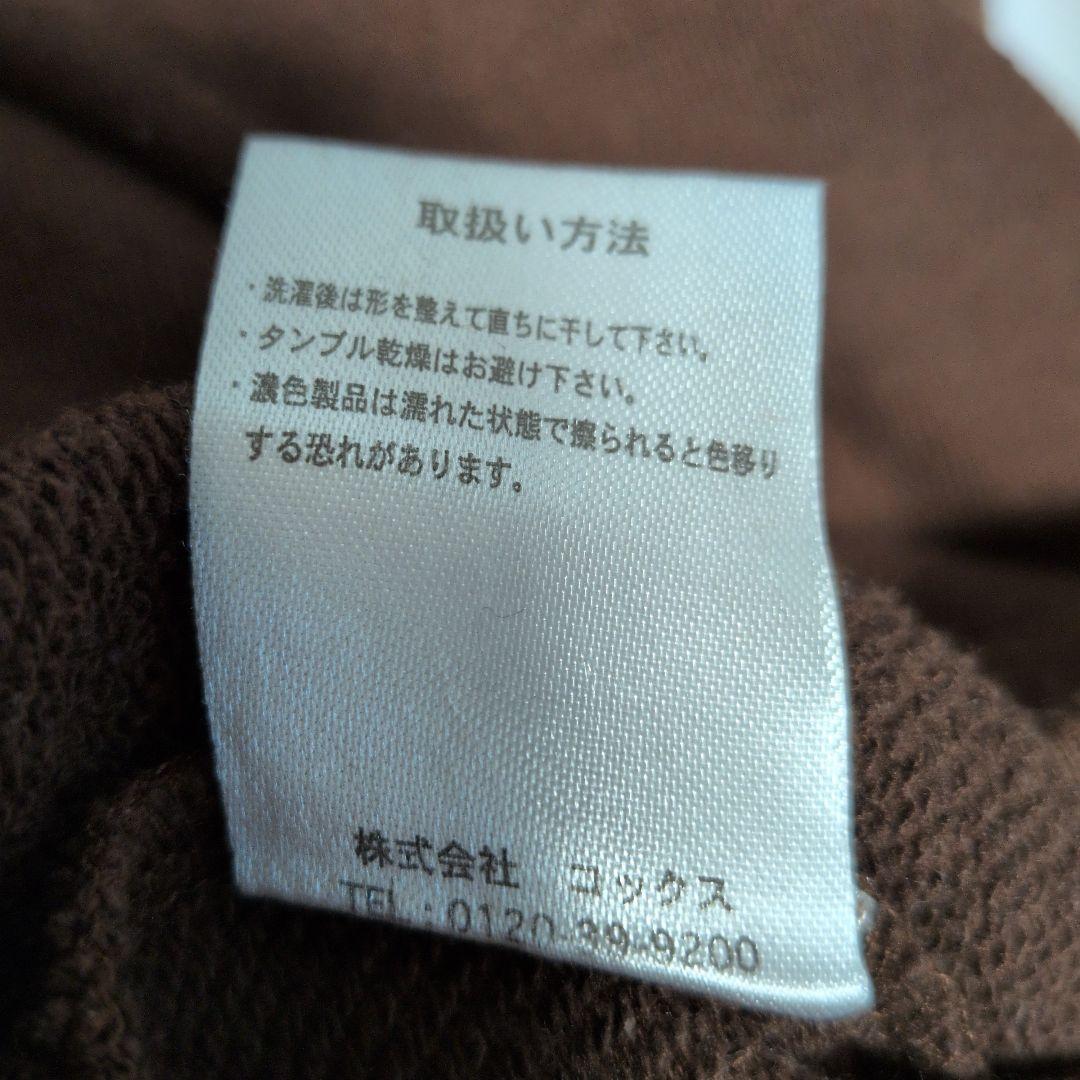 取扱い方法
・洗濯後は形を整えて直ちに干して下さい。
・タンブル乾燥はお避け下さい。
・濃色製品は濡れた状態で擦られると色移り
する恐れがあります。
株式会社 コックス
TEL:0120-39-9200